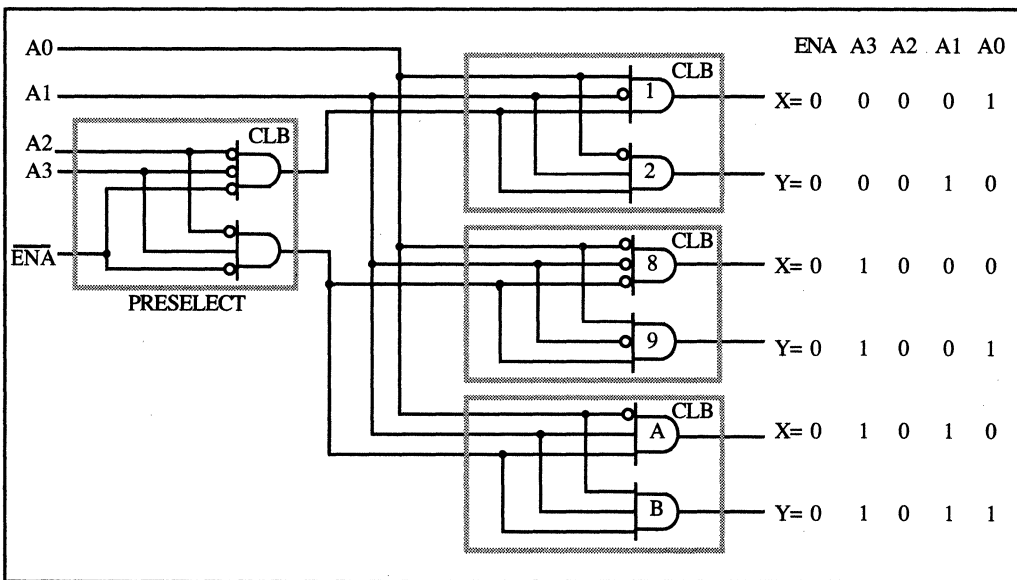 ENA A3 A2 A1 A0
A0
CLB
1
A1
X= 0 0 0 0 1
CLB
A2
A3
2
Y= 0 0 0 1 0
CLB
ENA
8
X= 0 1 0 0 0
PRESELECT
9
Y= 0 1 0 0 1
CLB
A
X= 0 1 0 1 0
B
Y= 0 1 0 1 1